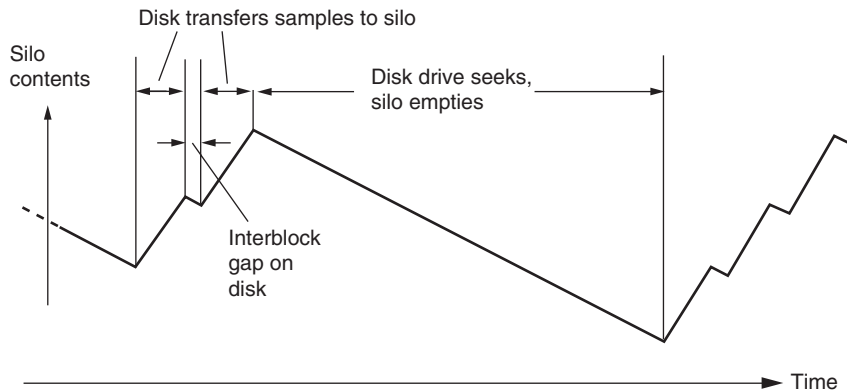 Disk transfers samples to silo
Silo
contents
Disk drive seeks,
silo empties
Interblock
gap on
disk
Time